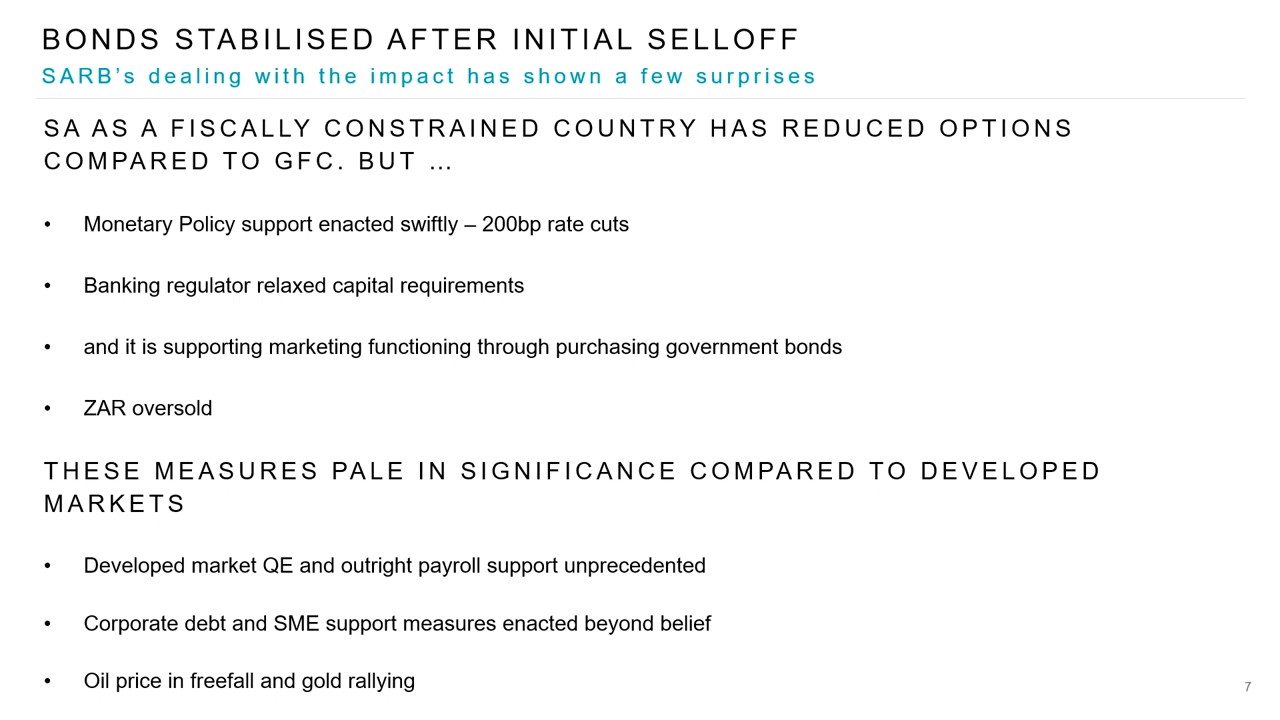 BONDS STABILISED AFTER INITIAL SELLOFF
SARB’s dealing with the impact has shown a few surprises
SA AS A FISCALLY CONSTRAINED COUNTRY HAS REDUCED OPTIONS
COMPARED TO GFC. BUT …
• Monetary Policy support enacted swiftly – 200bp rate cuts
• Banking regulator relaxed capital requirements
• and it is supporting marketing functioning through purchasing government bonds
• ZAR oversold
THESE MEASURES PALE IN SIGNIFICANCE COMPARED TO DEVELOPED
MARKETS
• Developed market QE and outright payroll support unprecedented
• Corporate debt and SME support measures enacted beyond belief
• Oil price in freefall and gold rallying
7